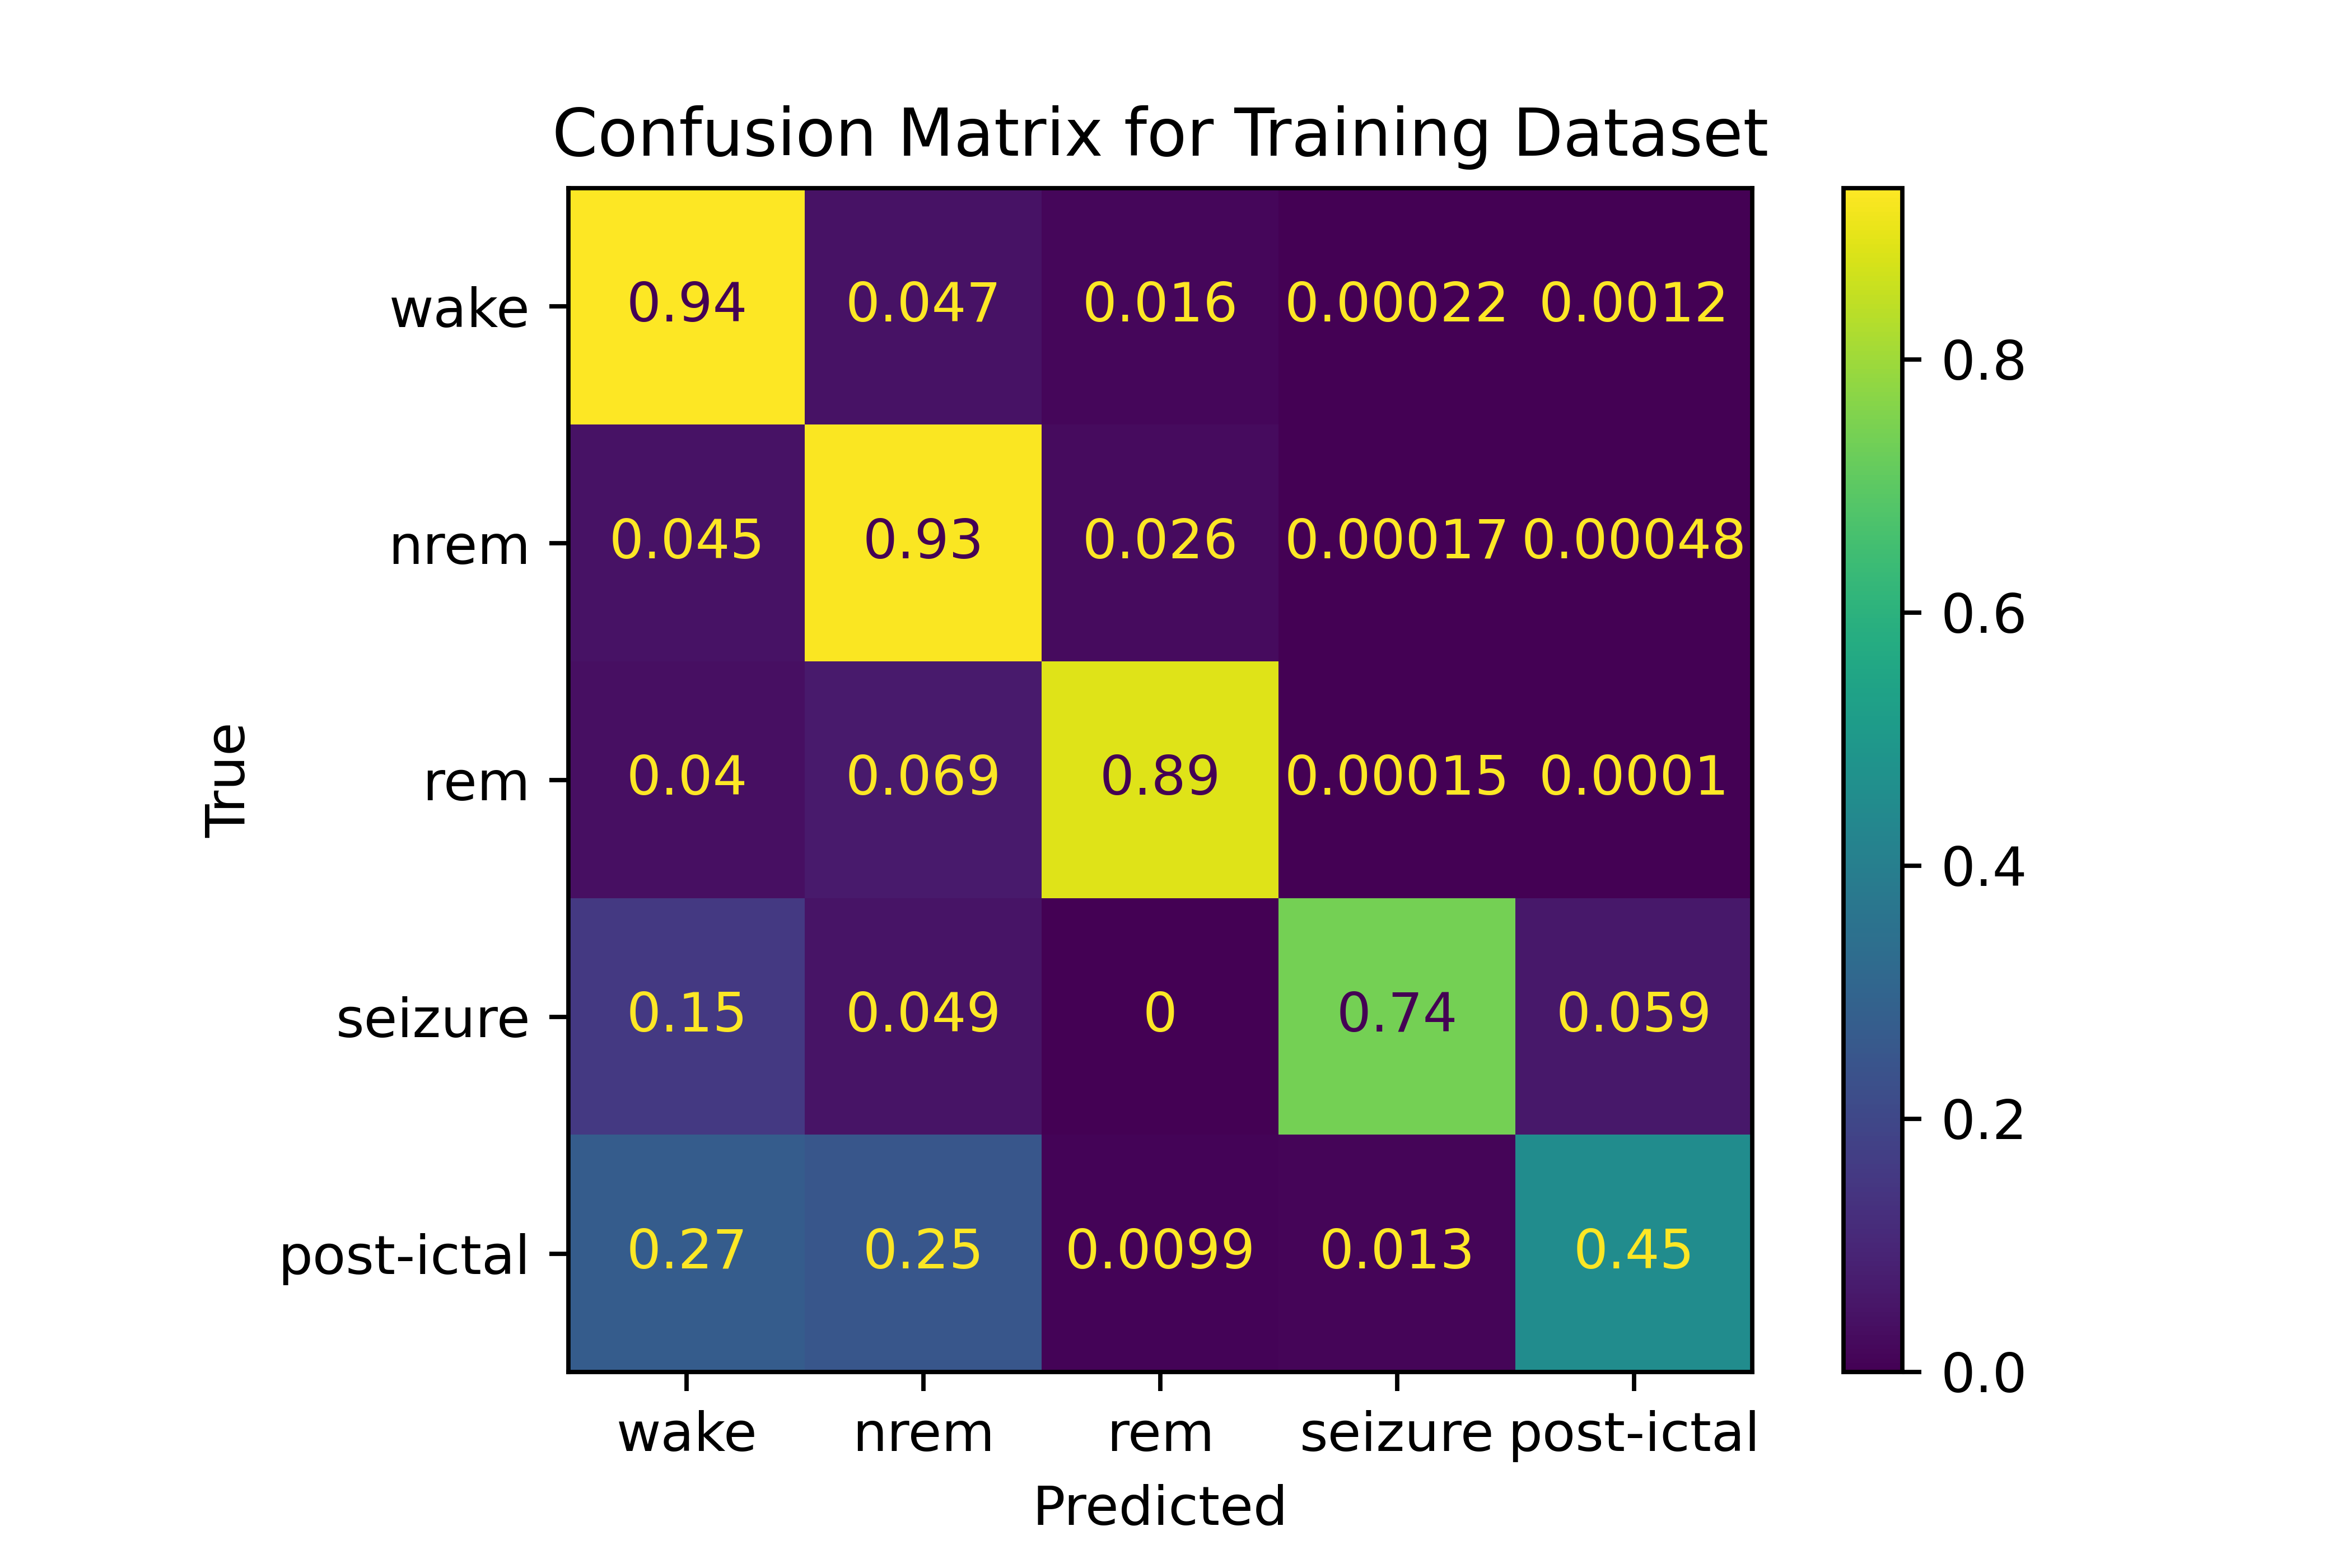 Confusion Matrix for Training Dataset
wake 0.94 0.047 0.016 0.00022 0.0012
nrem 0.045 0.93 0.026 0.00017 0.00048
rem 0.04 0.069 0.89 0.00015 0.0001
seizure 0.15 0.049 0 0.74 0.059
post-ictal 0.27 0.25 0.0099 0.013 0.45
True
wake nrem rem seizure post-ictal
Predicted
0.8
0.6
0.4
0.2
0.0